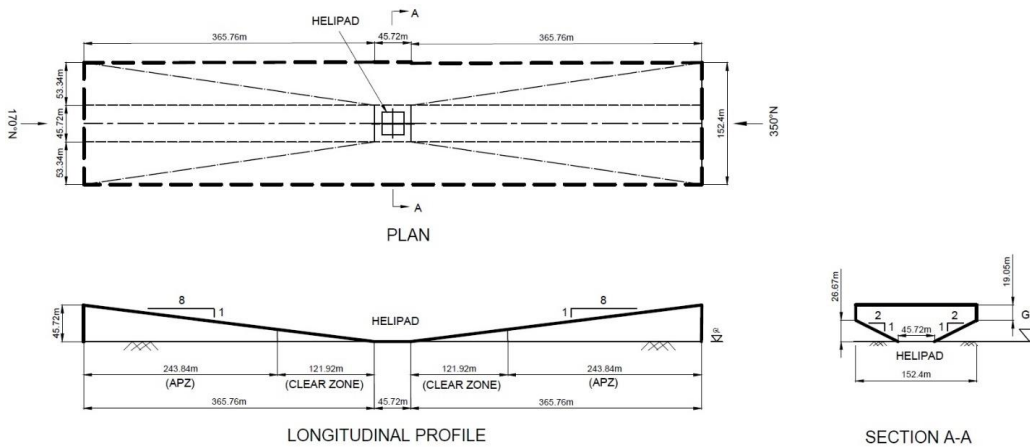 HELIPAD
A
365.76m
45.72m
365.76m
53.34m
45.72m
53.34m
170°N
152.4m
350°N
A
PLAN
8
1
HELIPAD
8
1
45.72m
GL
243.84m
(APZ)
121.92m
(CLEAR ZONE)
121.92m
(CLEAR ZONE)
243.84m
(APZ)
365.76m
45.72m
365.76m
LONGITUDINAL PROFILE
26.67m
19.05m
2
1
45.72m
2
1
G
HELIPAD
152.4m
SECTION A-A